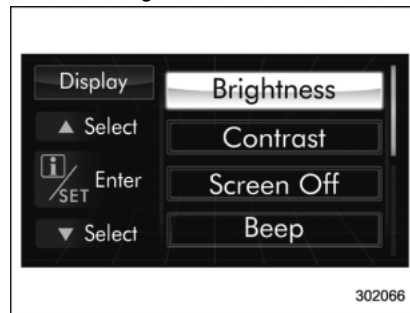 Display
▲ Select
i/SET Enter
▼ Select
Brightness
Contrast
Screen Off
Beep
302066